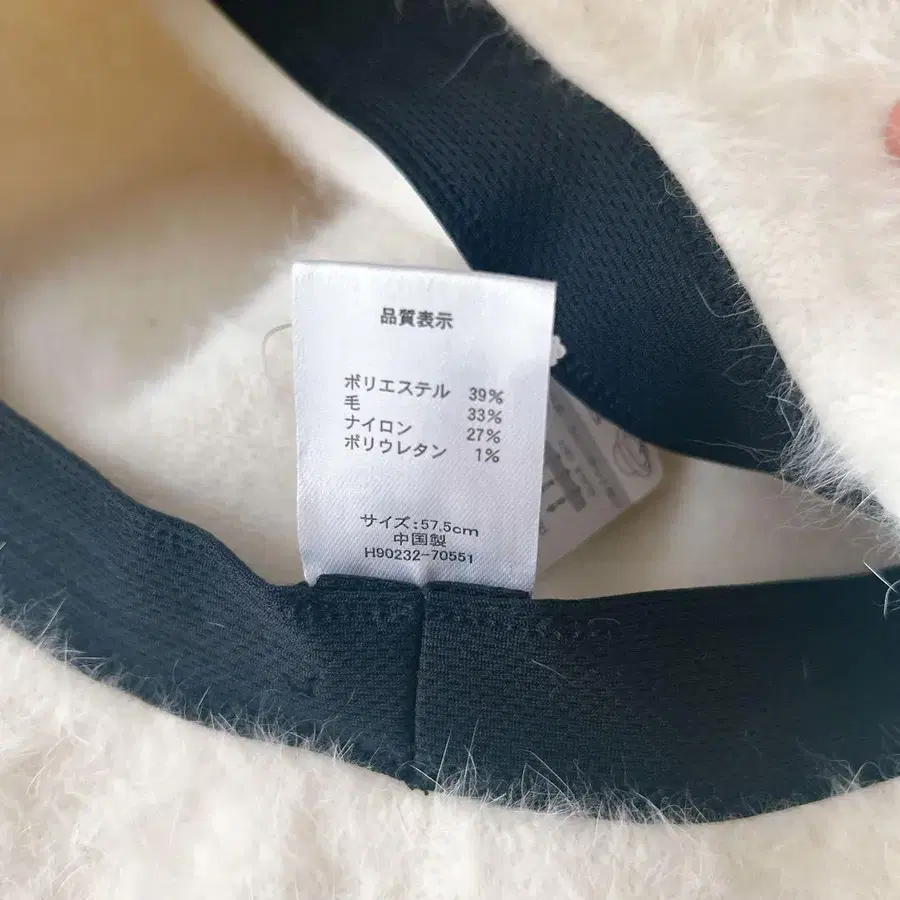 品質表示
ポリエステル 39%
毛 33%
ナイロン 27%
ポリウレタン 1%
サイズ:57.5cm
中国製
H90232-70551